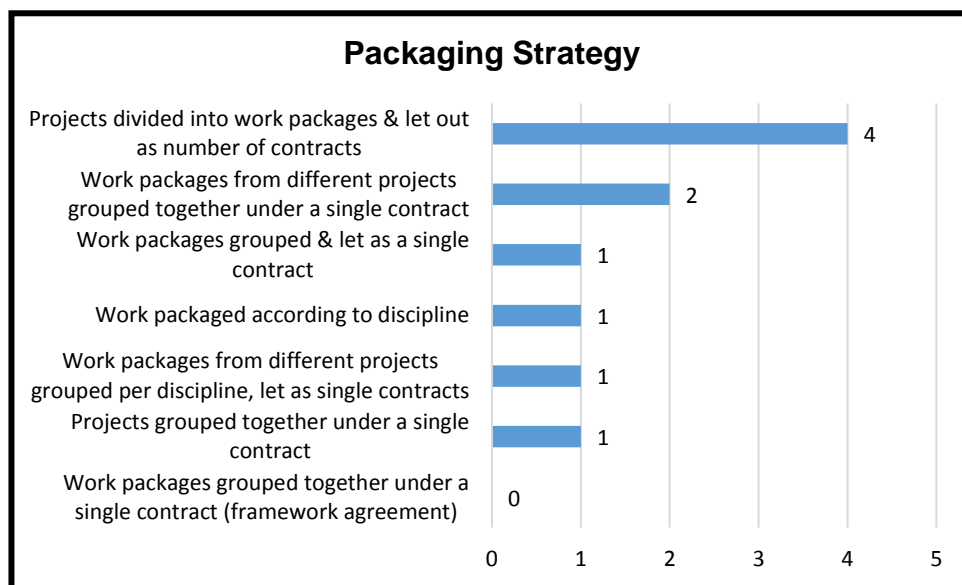 Packaging Strategy
Projects divided into work packages & let out
as number of contracts
4
Work packages from different projects
grouped together under a single contract
2
Work packages grouped & let as a single
contract
1
Work packaged according to discipline
1
Work packages from different projects
grouped per discipline, let as single contracts
1
Projects grouped together under a single
contract
1
Work packages grouped together under a
single contract (framework agreement)
0
0 1 2 3 4 5